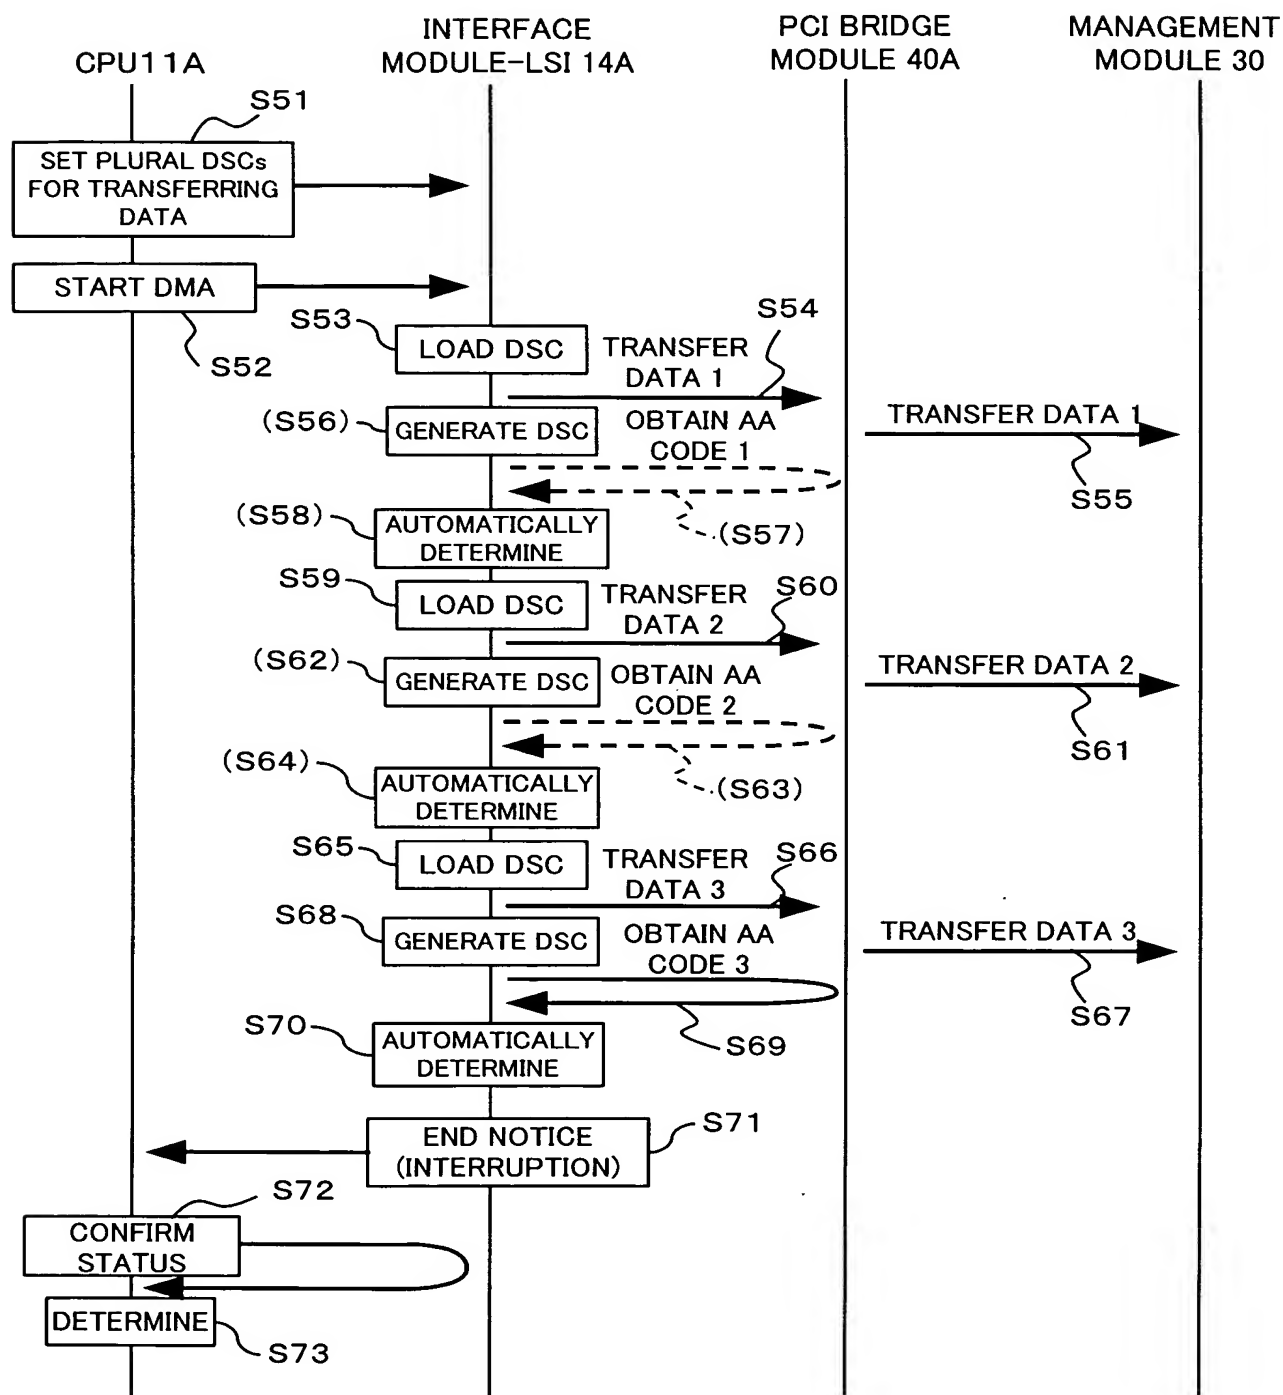 CPU11A
INTERFACE
MODULE-LSI 14A
PCI BRIDGE
MODULE 40A
MANAGEMENT
MODULE 30
S51
SET PLURAL DSCs
FOR TRANSFERRING
DATA
START DMA
S52
S53
LOAD DSC
TRANSFER
DATA 1
S54
(S56)
GENERATE DSC
OBTAIN AA
CODE 1
TRANSFER DATA 1
S55
(S57)
(S58)
AUTOMATICALLY
DETERMINE
S59
LOAD DSC
TRANSFER
DATA 2
S60
(S62)
GENERATE DSC
OBTAIN AA
CODE 2
TRANSFER DATA 2
S61
(S63)
(S64)
AUTOMATICALLY
DETERMINE
S65
LOAD DSC
TRANSFER
DATA 3
S66
S68
GENERATE DSC
OBTAIN AA
CODE 3
TRANSFER DATA 3
S67
S69
S70
AUTOMATICALLY
DETERMINE
END NOTICE
(INTERRUPTION)
S71
S72
CONFIRM
STATUS
DETERMINE
S73